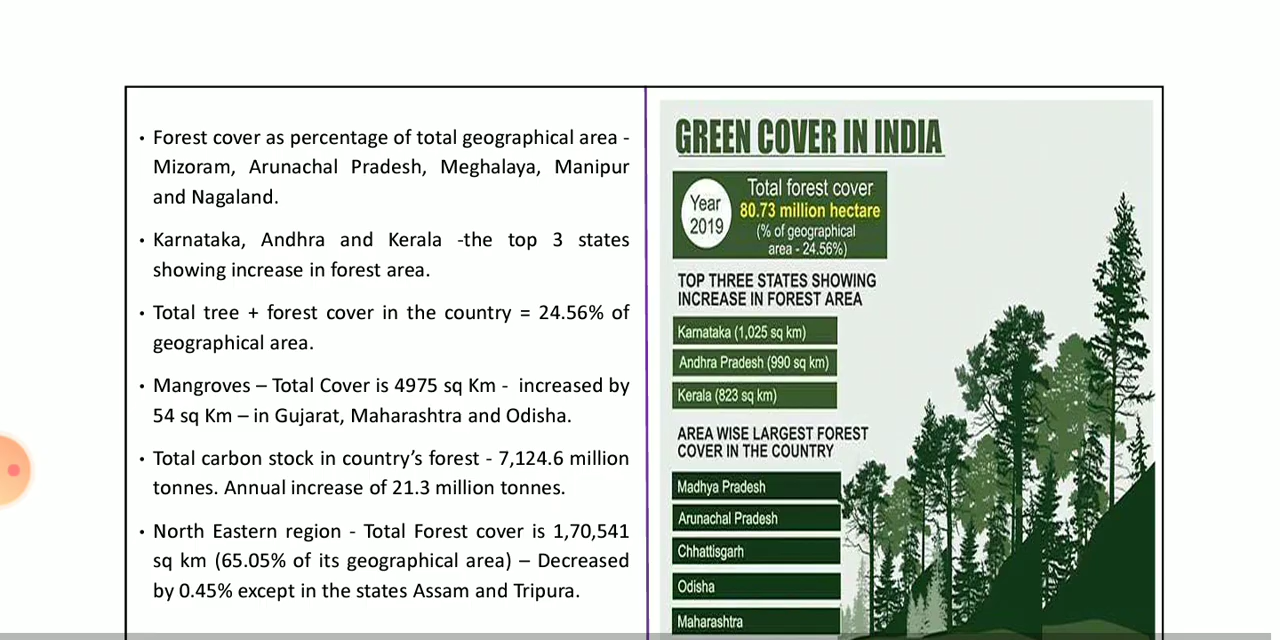 • Forest cover as percentage of total geographical area -
Mizoram, Arunachal Pradesh, Meghalaya, Manipur
and Nagaland.
• Karnataka, Andhra and Kerala -the top 3 states
showing increase in forest area.
• Total tree + forest cover in the country = 24.56% of
geographical area.
• Mangroves – Total Cover is 4975 sq Km - increased by
54 sq Km – in Gujarat, Maharashtra and Odisha.
• Total carbon stock in country’s forest - 7,124.6 million
tonnes. Annual increase of 21.3 million tonnes.
• North Eastern region - Total Forest cover is 1,70,541
sq km (65.05% of its geographical area) – Decreased
by 0.45% except in the states Assam and Tripura.
GREEN COVER IN INDIA
Year
2019
Total forest cover
80.73 million hectare
(% of geographical
area - 24.56%)
TOP THREE STATES SHOWING
INCREASE IN FOREST AREA
Karnataka (1,025 sq km)
Andhra Pradesh (990 sq km)
Kerala (823 sq km)
AREA WISE LARGEST FOREST
COVER IN THE COUNTRY
Madhya Pradesh
Arunachal Pradesh
Chhattisgarh
Odisha
Maharashtra